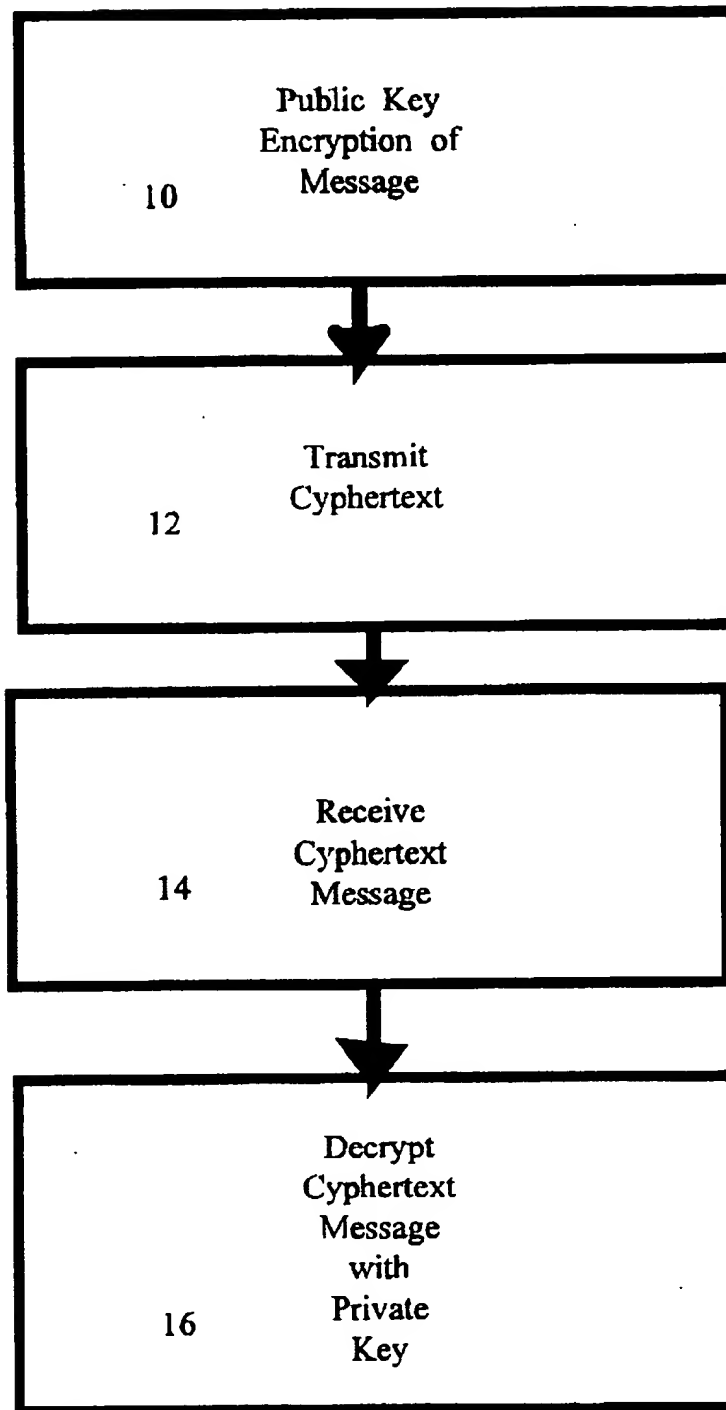 Public Key
Encryption of
Message
10
Transmit
Cyphertext
12
Receive
Cyphertext
Message
14
Decrypt
Cyphertext
Message
with
Private
Key
16